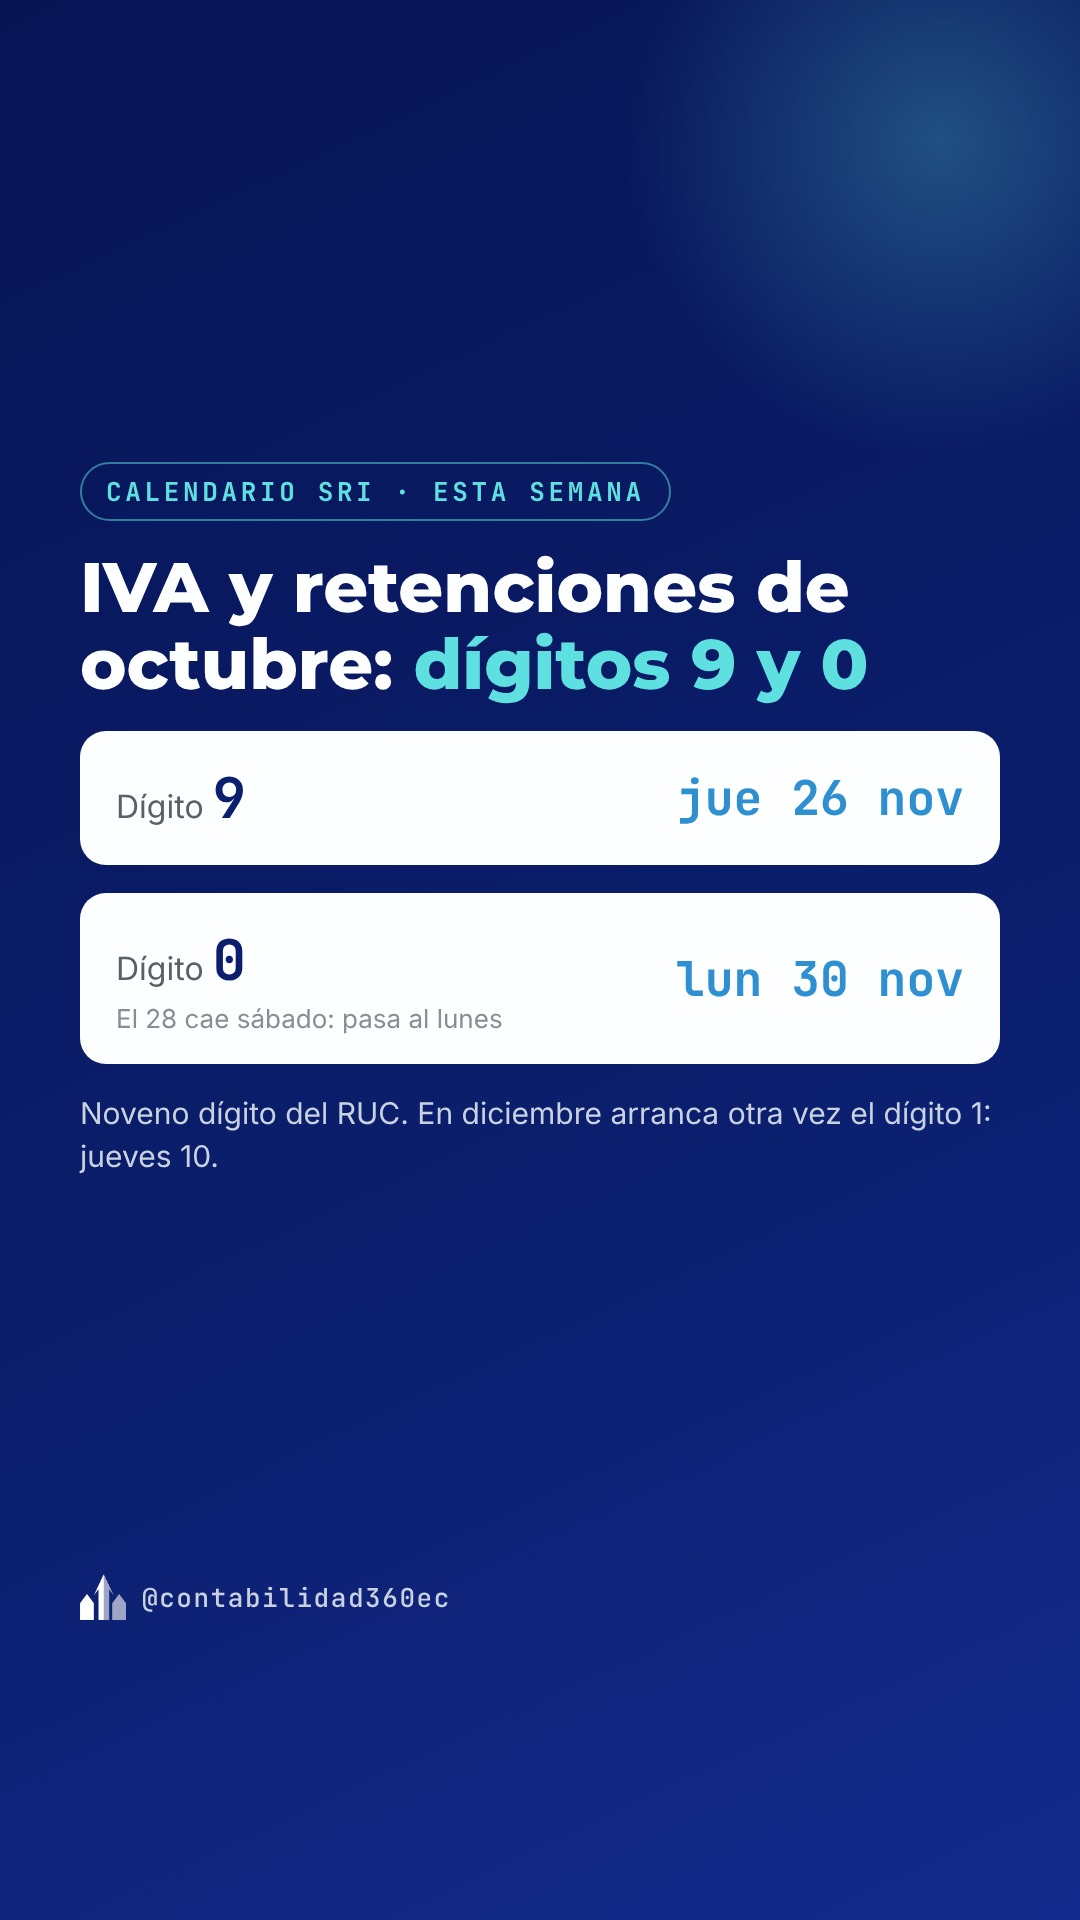 CALENDARIO SRI · ESTA SEMANA
IVA y retenciones de
octubre: dígitos 9 y 0
Dígito 9
jue 26 nov
Dígito 0
El 28 cae sábado: pasa al lunes
lun 30 nov
Noveno dígito del RUC. En diciembre arranca otra vez el dígito 1:
jueves 10.
@contabilidad360ec